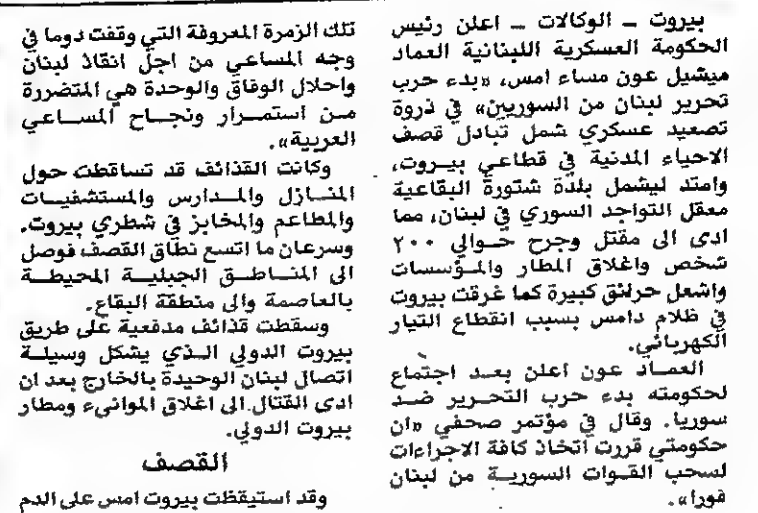 بيروت ــ الوكالات ــ اعلن رئيس
الحكومة العسكرية اللبنانية العماد
ميشيل عون مساء امس، «بدء حرب
تحرير لبنان من السوريين» في ذروة
تصعيد عسكري شمل تبادل قصف
الاحياء المدنية في قطاعي بيروت،
وامتد ليشمل بلدة شتورة البقاعية
معقل التواجد السوري في لبنان، مما
ادى الى مقتل وجرح حوالي ٢٠٠
شخص واغلاق المطار والمؤسسات
واشعل حرائق كبيرة كما غرقت بيروت
في ظلام دامس بسبب انقطاع التيار
الكهربائي.
العماد عون اعلن بعد اجتماع
لحكومته بدء حرب التحرير ضد
سوريا. وقال في مؤتمر صحفي «ان
حكومتي قررت اتخاذ كافة الاجراءات
لسحب القوات السورية من لبنان
فورا».
تلك الزمرة المعروفة التي وقفت دوما في
وجه المساعي من اجل انقاذ لبنان
واحلال الوفاق والوحدة هي المتضررة
من استمرار ونجاح المساعي
العربية».
وكانت القذائف قد تساقطت حول
المنازل والمدارس والمستشفيات
والمطاعم والمخابز في شطري بيروت.
وسرعان ما اتسع نطاق القصف فوصل
الى المناطق الجبلية المحيطة
بالعاصمة والى منطقة البقاع.
وسقطت قذائف مدفعية على طريق
بيروت الدولي الذي يشكل وسيلة
اتصال لبنان الوحيدة بالخارج بعد ان
ادى القتال الى اغلاق الموانيء ومطار
بيروت الدولي.
القصف
وقد استيقظت بيروت امس على الدم